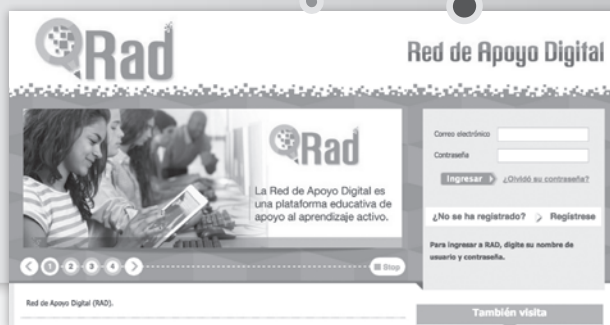 Rad
Red de Apoyo Digital
Rad
La Red de Apoyo Digital es
una plataforma educativa de
apoyo al aprendizaje activo.
1 2 3 4
Stop
Correo electrónico
Contraseña
Ingresar
¿Olvidó su contraseña?
¿No se ha registrado? Regístrese
Para ingresar a RAD, digite su nombre de
usuario y contraseña.
Red de Apoyo Digital (RAD).
También visita